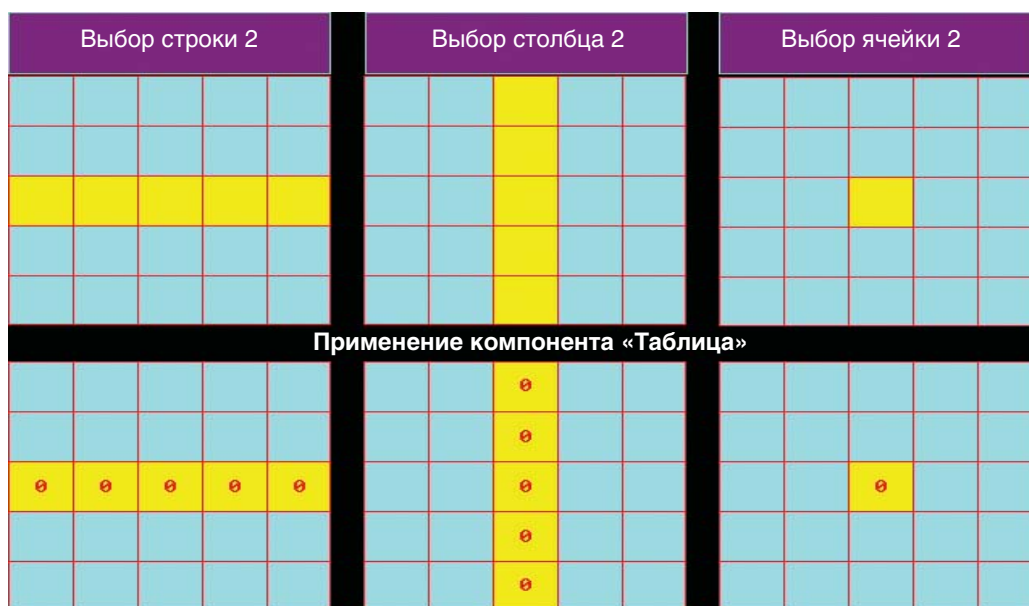 Выбор строки 2
Выбор столбца 2
Выбор ячейки 2
Применение компонента «Таблица»
0
0
0 0 0 0 0 0 0
0
0